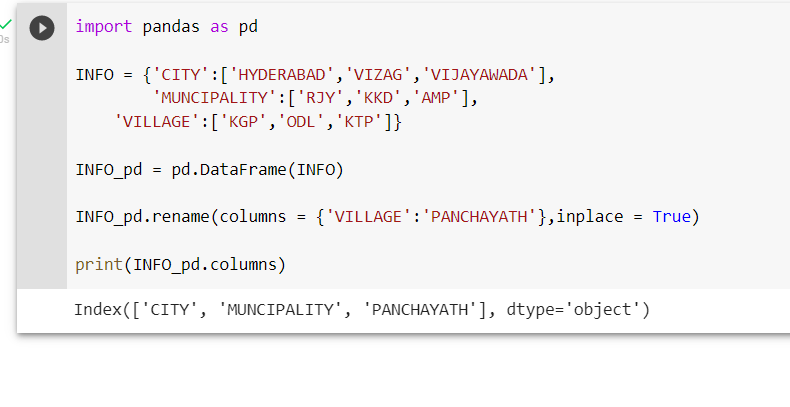 import pandas as pd
INFO = {'CITY':['HYDERABAD','VIZAG','VIJAYAWADA'],
'MUNCIPALITY':['RJY','KKD','AMP'],
'VILLAGE':['KGP','ODL','KTP']}
INFO_pd = pd.DataFrame(INFO)
INFO_pd.rename(columns = {'VILLAGE':'PANCHAYATH'},inplace = True)
print(INFO_pd.columns)
Index(['CITY', 'MUNCIPALITY', 'PANCHAYATH'], dtype='object')